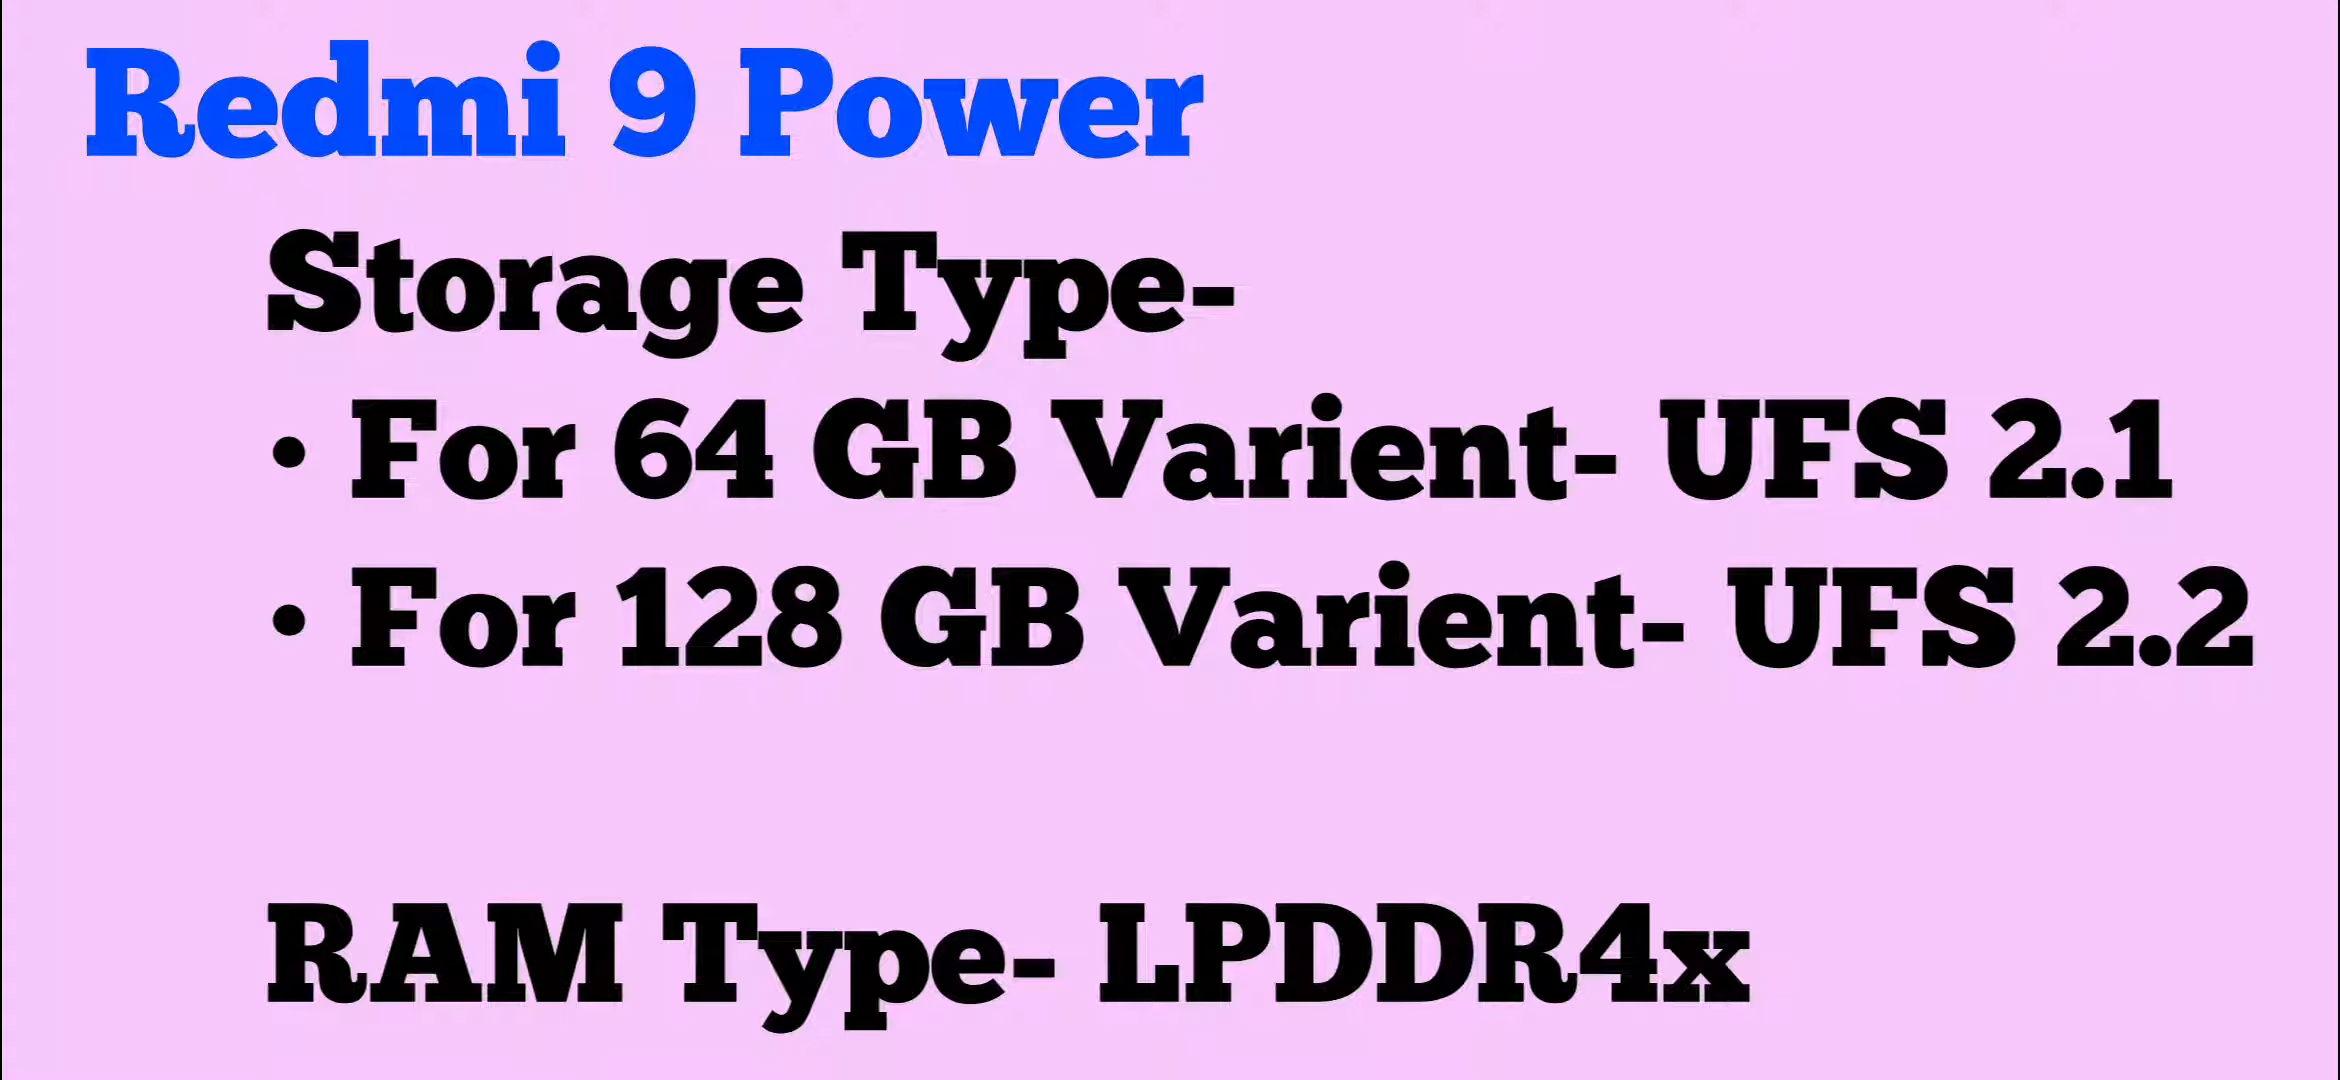 Redmi 9 Power
Storage Type-
• For 64 GB Varient- UFS 2.1
• For 128 GB Varient- UFS 2.2
RAM Type- LPDDR4x